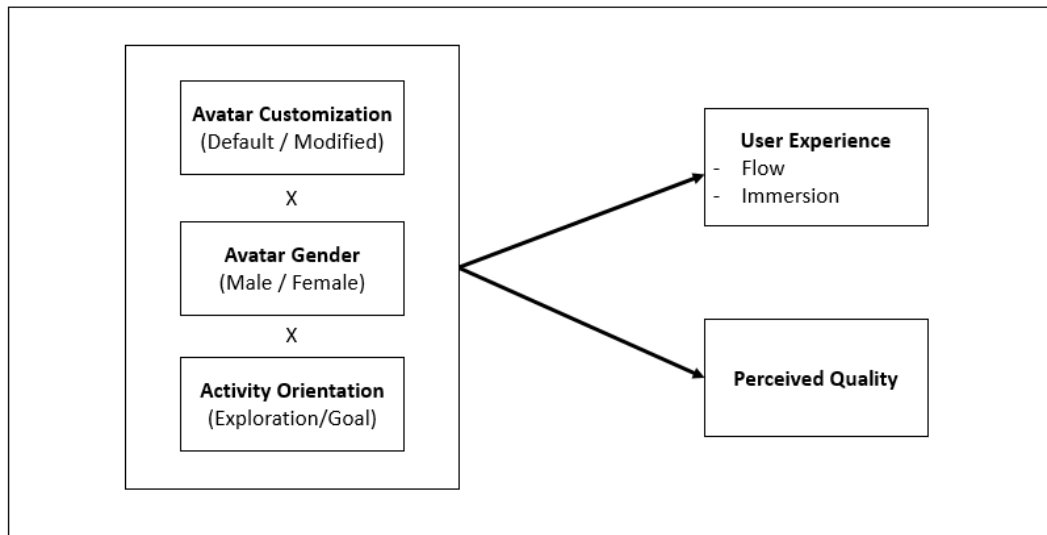 Avatar Customization
(Default / Modified)
X
Avatar Gender
(Male / Female)
X
Activity Orientation
(Exploration/Goal)
User Experience
- Flow
- Immersion
Perceived Quality